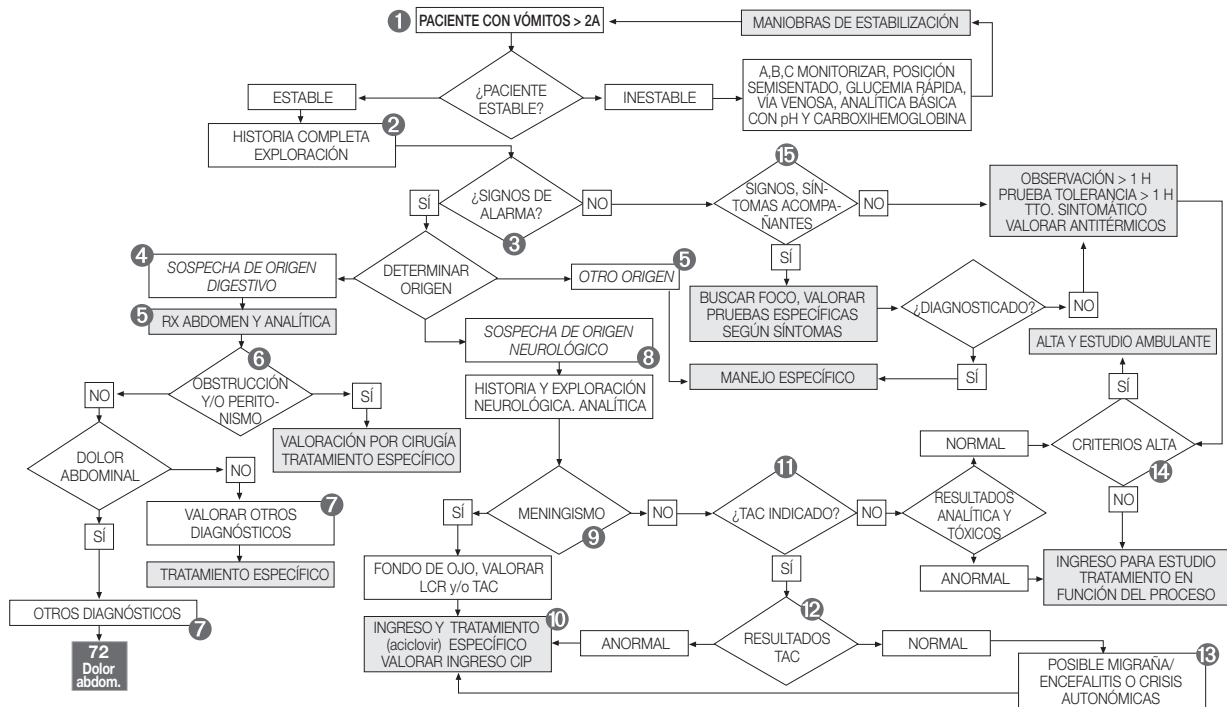 1
PACIENTE CON VÓMITOS > 2A
MANIOBRAS DE ESTABILIZACIÓN
¿PACIENTE
ESTABLE?
ESTABLE
INESTABLE
A,B,C MONITORIZAR, POSICIÓN
SEMISENTADO, GLUCEMIA RÁPIDA,
VÍA VENOSA, ANALÍTICA BÁSICA
CON pH Y CARBOXIHEMOGLOBINA
2
HISTORIA COMPLETA
EXPLORACIÓN
SÍ
¿SIGNOS DE
ALARMA?
3
NO
15
SIGNOS, SÍN-
TOMAS ACOMPA-
ÑANTES
NO
OBSERVACIÓN > 1 H
PRUEBA TOLERANCIA > 1 H
TTO. SINTOMÁTICO
VALORAR ANTITÉRMICOS
SÍ
4
SOSPECHA DE ORIGEN
DIGESTIVO
DETERMINAR
ORIGEN
5
OTRO ORIGEN
BUSCAR FOCO, VALORAR
PRUEBAS ESPECÍFICAS
SEGÚN SÍNTOMAS
¿DIAGNOSTICADO?
NO
5
RX ABDOMEN Y ANALÍTICA
SOSPECHA DE ORIGEN
NEUROLÓGICO
8
ALTA Y ESTUDIO AMBULANTE
6
OBSTRUCCIÓN
Y/O PERITO-
NISMO
NO
SÍ
HISTORIA Y EXPLORACIÓN
NEUROLÓGICA. ANALÍTICA
MANEJO ESPECÍFICO
SÍ
SÍ
VALORACIÓN POR CIRUGÍA
TRATAMIENTO ESPECÍFICO
DOLOR
ABDOMINAL
NO
NORMAL
CRITERIOS ALTA
14
7
VALORAR OTROS
DIAGNÓSTICOS
SÍ
TRATAMIENTO ESPECÍFICO
SÍ
MENINGISMO
9
NO
11
¿TAC INDICADO?
NO
RESULTADOS
ANALÍTICA Y
TÓXICOS
NO
FONDO DE OJO, VALORAR
LCR y/o TAC
SÍ
ANORMAL
INGRESO PARA ESTUDIO
TRATAMIENTO EN
FUNCIÓN DEL PROCESO
OTROS DIAGNÓSTICOS
7
72
Dolor
abdom.
10
INGRESO Y TRATAMIENTO
(aciclovir) ESPECÍFICO
VALORAR INGRESO CIP
ANORMAL
12
RESULTADOS
TAC
NORMAL
13
POSIBLE MIGRAÑA/
ENCEFALITIS O CRISIS
AUTONÓMICAS